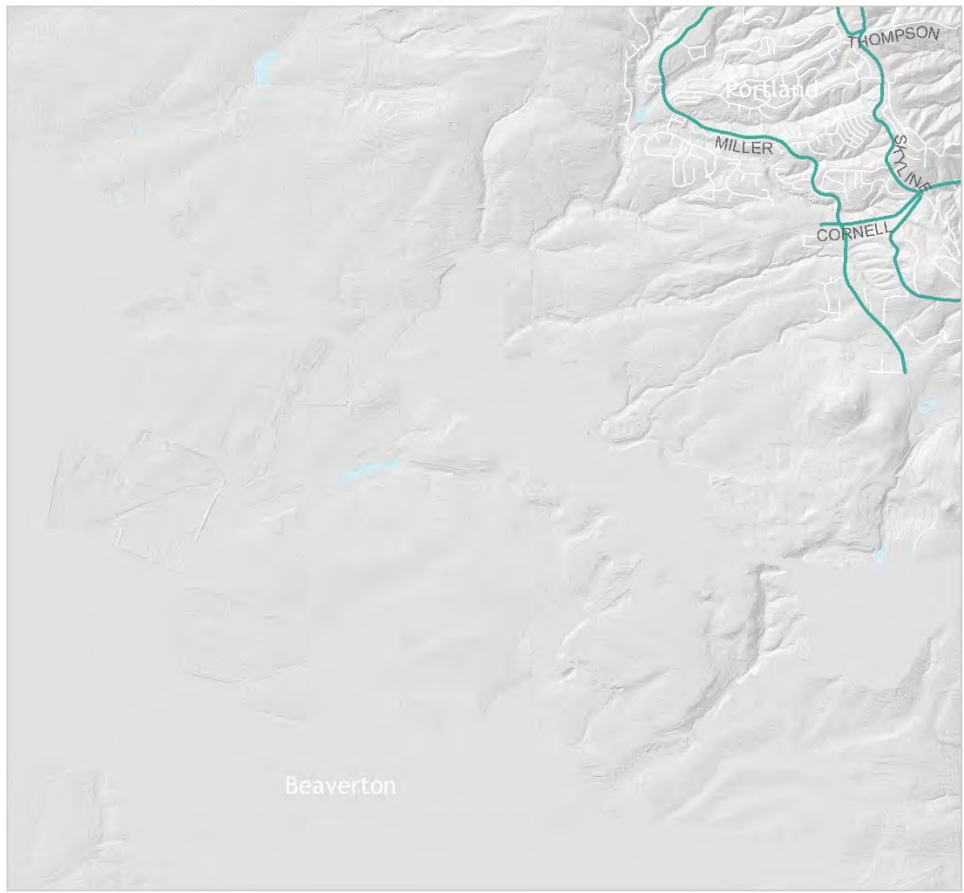 THOMPSON
Portland
MILLER
SKYLINE
CORNELL
Beaverton